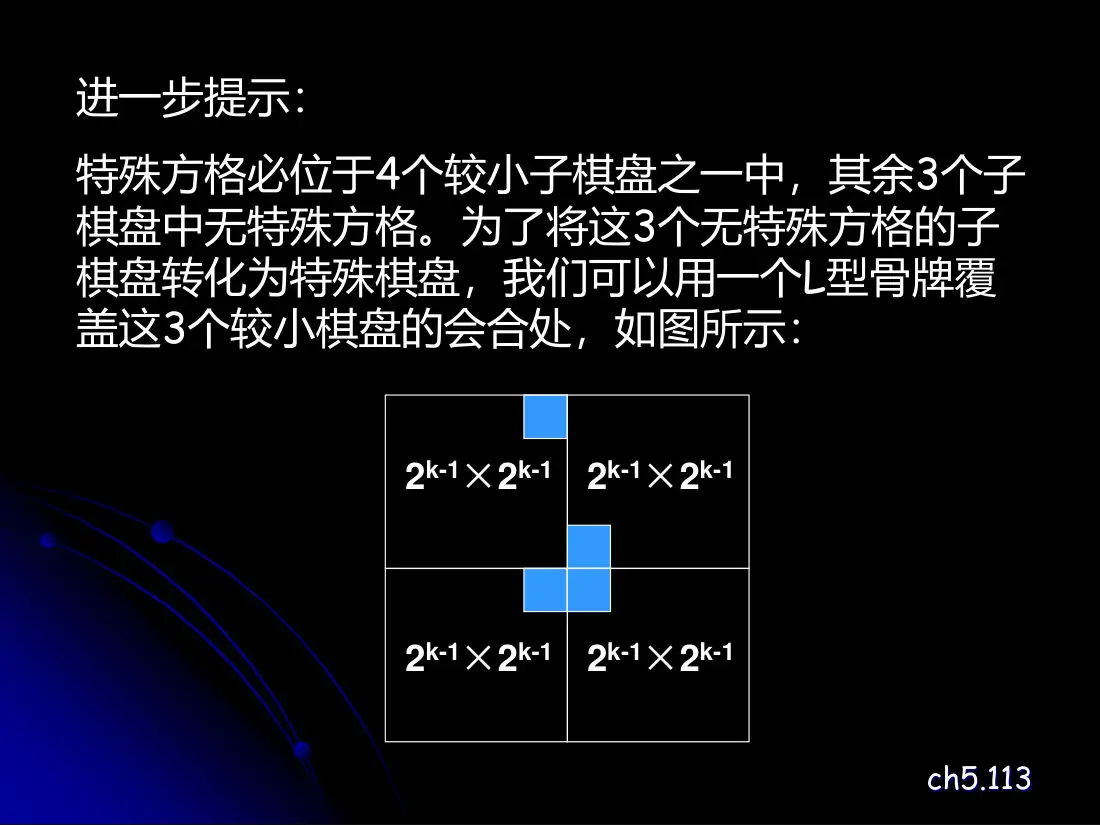 进一步提示：
特殊方格必位于4个较小子棋盘之一中，其余3个子
棋盘中无特殊方格。为了将这3个无特殊方格的子
棋盘转化为特殊棋盘，我们可以用一个L型骨牌覆
盖这3个较小棋盘的会合处，如图所示：
2ᵏ⁻¹×2ᵏ⁻¹ 2ᵏ⁻¹×2ᵏ⁻¹
2ᵏ⁻¹×2ᵏ⁻¹ 2ᵏ⁻¹×2ᵏ⁻¹
ch5.113